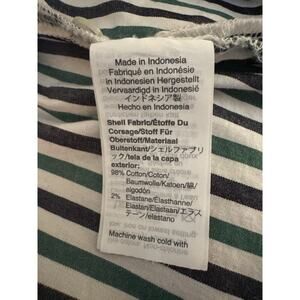 Made in Indonesia
Fabriqué en Indonésie
in Indonesien Hergestellt
Vervaardigd in Indonesië
インドネシア製
Hecho en Indonesia
Shell Fabric/Étoffe Du
Corsage/Stoff Für
Oberstoff/Materiaal
Buitenkant/シェルファブリ
ック/tela de la capa
exterior:
98% Cotton/Coton/
Baumwolle/Katoen/綿/
algodón
2% Elastane/Élasthanne/
Elastan/Elastaan/エラス
テーン/elastano
Machine wash cold with